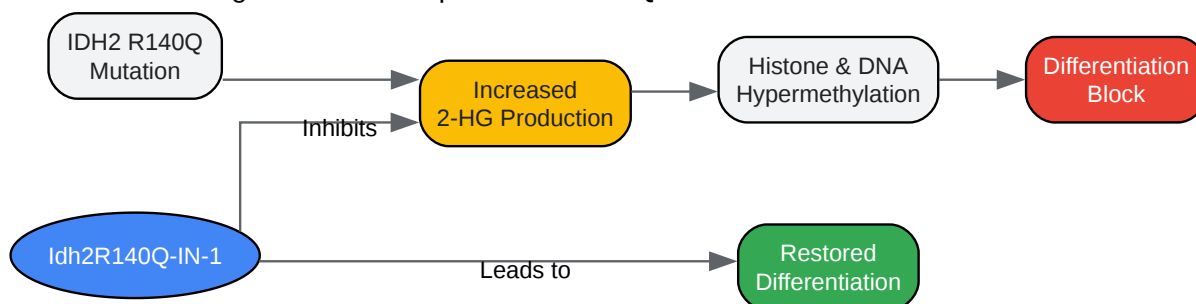 IDH2 R140Q
Mutation
Increased
2-HG Production
Histone & DNA
Hypermethylation
Differentiation
Block
Inhibits
Idh2R140Q-IN-1
Leads to
Restored
Differentiation